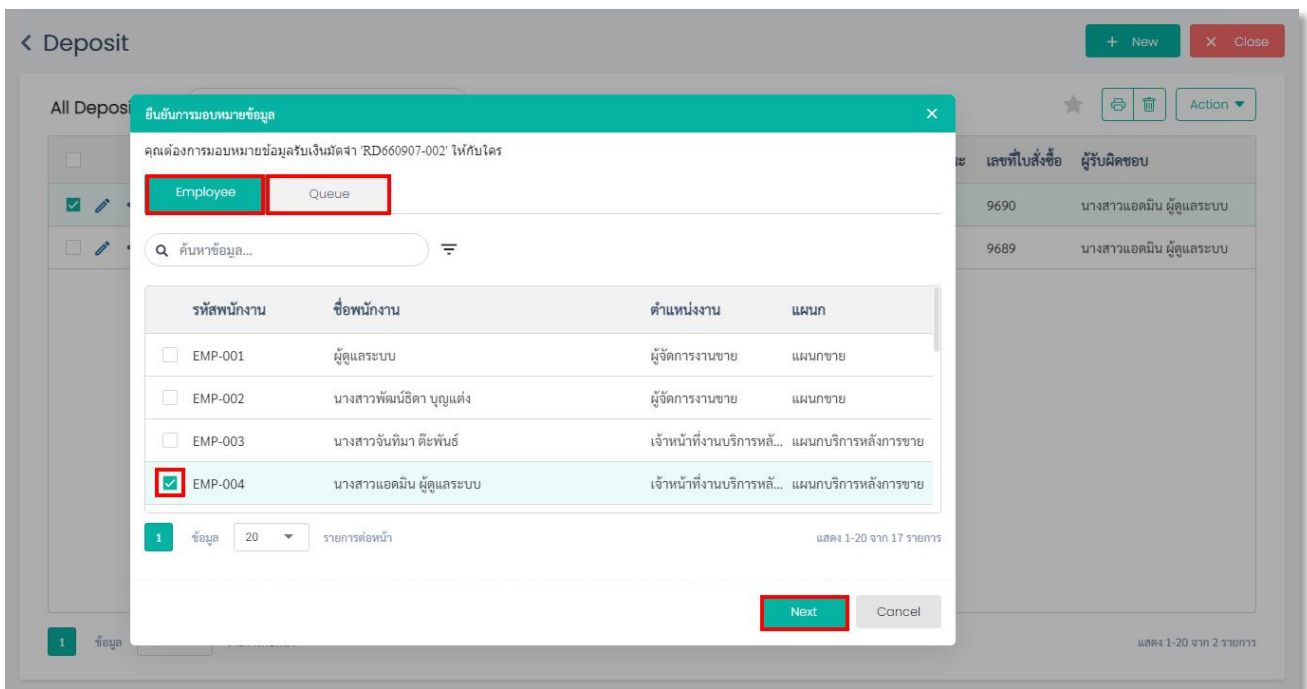 Deposit
+ New
× Close
All Deposi
Action
ยืนยันการมอบหมายข้อมูล
คุณต้องการมอบหมายข้อมูลรับเงินมัดจำ 'RD660907-002' ให้กับใคร
Employee
Queue
เลขที่ใบสั่งซื้อ
ผู้รับผิดชอบ
9690
นางสาวแอดมิน ผู้ดูแลระบบ
9689
นางสาวแอดมิน ผู้ดูแลระบบ
ค้นหาข้อมูล...
รหัสพนักงาน
ชื่อพนักงาน
ตำแหน่งงาน
แผนก
EMP-001
ผู้ดูแลระบบ
ผู้จัดการงานขาย
แผนกขาย
EMP-002
นางสาวพัฒน์ธิดา บุญแต่ง
ผู้จัดการงานขาย
แผนกขาย
EMP-003
นางสาวจันทิมา ต๊ะพันธ์
เจ้าหน้าที่งานบริการหลั...
แผนกบริการหลังการขาย
EMP-004
นางสาวแอดมิน ผู้ดูแลระบบ
เจ้าหน้าที่งานบริการหลั...
แผนกบริการหลังการขาย
1
ข้อมูล
20
รายการต่อหน้า
แสดง 1-20 จาก 17 รายการ
Next
Cancel
1
ข้อมูล
แสดง 1-20 จาก 2 รายการ